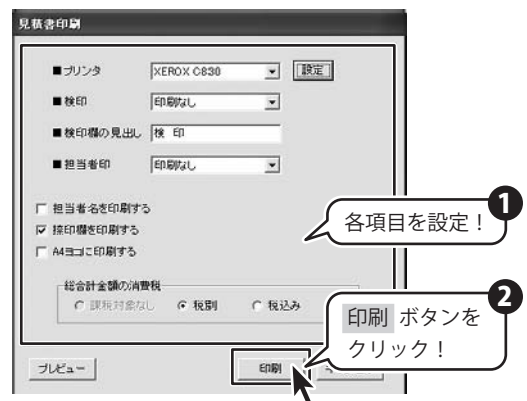 見積書印刷
■プリンタ XEROX C830 設定
■検印 印刷なし
■検印欄の見出し 検 印
■担当者印 印刷なし
担当者名を印刷する
捺印欄を印刷する
A4ヨコに印刷する
総合計金額の消費税
課税対象なし 税別 税込み
1
各項目を設定！
2
印刷 ボタンを
クリック！
プレビュー 印刷